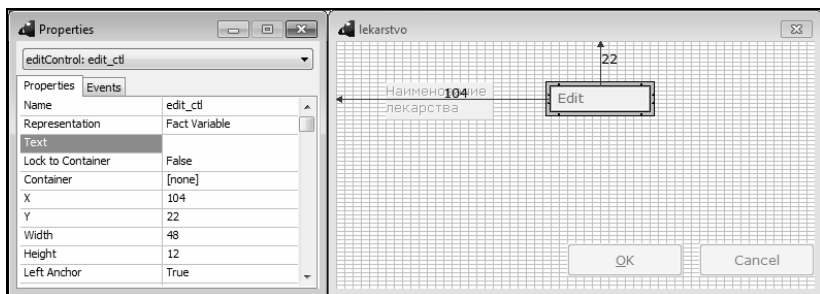 Properties
editControl: edit_ctl
Properties Events
Name edit_ctl
Representation Fact Variable
Text
Lock to Container False
Container [none]
X 104
Y 22
Width 48
Height 12
Left Anchor True
lekarstvo
22
Наименование
104
лекарства
Edit
OK Cancel